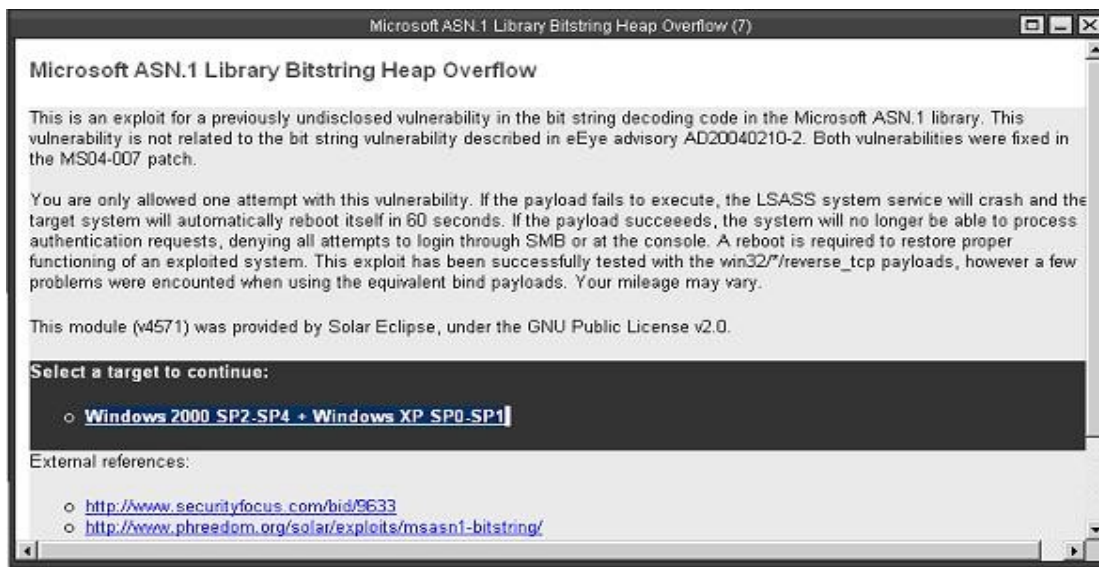 Microsoft ASN.1 Library Bitstring Heap Overflow (7)
Microsoft ASN.1 Library Bitstring Heap Overflow
This is an exploit for a previously undisclosed vulnerability in the bit string decoding code in the Microsoft ASN.1 library. This
vulnerability is not related to the bit string vulnerability described in eEye advisory AD20040210-2. Both vulnerabilities were fixed in
the MS04-007 patch.
You are only allowed one attempt with this vulnerability. If the payload fails to execute, the LSASS system service will crash and the
target system will automatically reboot itself in 60 seconds. If the payload succeeeds, the system will no longer be able to process
authentication requests, denying all attempts to login through SMB or at the console. A reboot is required to restore proper
functioning of an exploited system. This exploit has been successfully tested with the win32/*/reverse_tcp payloads, however a few
problems were encounted when using the equivalent bind payloads. Your mileage may vary.
This module (v4571) was provided by Solar Eclipse, under the GNU Public License v2.0.
Select a target to continue:
Windows 2000 SP2-SP4 + Windows XP SP0-SP1
External references:
http://www.securityfocus.com/bid/9633
http://www.phreedom.org/solar/exploits/msasn1-bitstring/